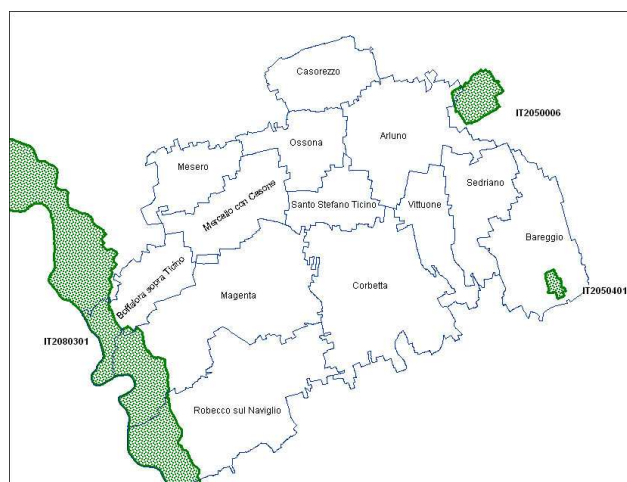 Casorezzo
IT2050006
Arluno
Ossona
Mesero
Sedriano
Marcallo con Casone
Santo Stefano Ticino
Vittuone
Bareggio
Boffalora sopra Ticino
Magenta
Corbetta
IT2050401
IT2080301
Robecco sul Naviglio